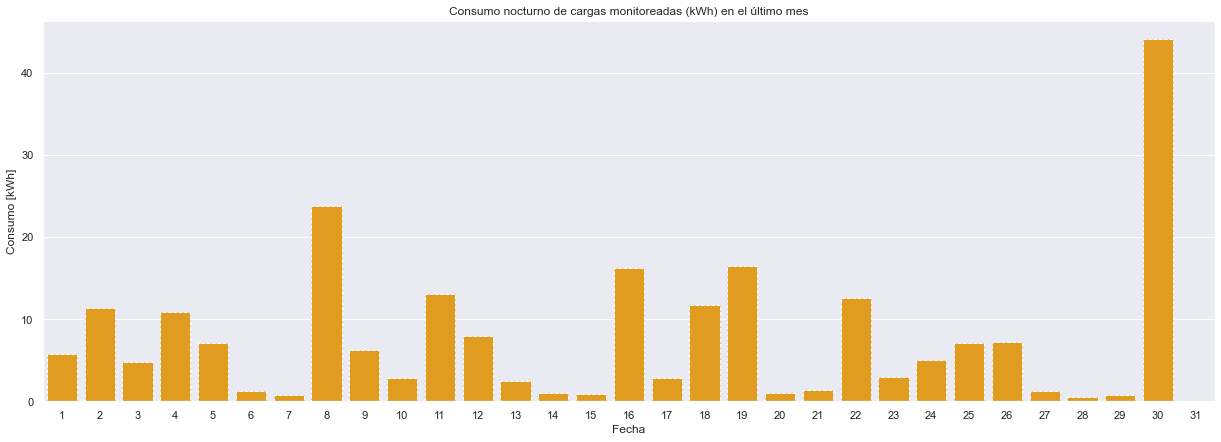 Consumo nocturno de cargas monitoreadas (kWh) en el último mes
Consumo [kWh]
40
30
20
10
0
1 2 3 4 5 6 7 8 9 10 11 12 13 14 15 16 17 18 19 20 21 22 23 24 25 26 27 28 29 30 31
Fecha